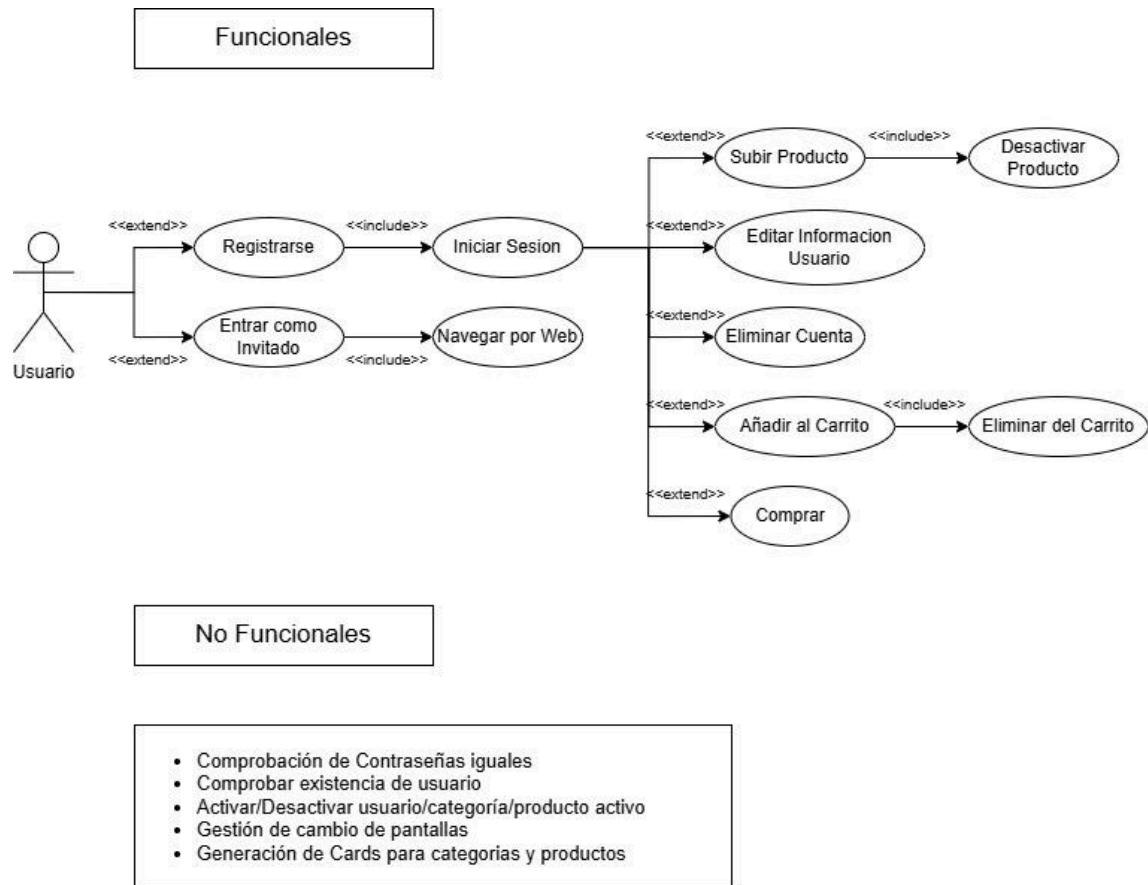 Funcionales
<<extend>>
<<include>>
Subir Producto
Desactivar
Producto
<<extend>>
<<include>>
<<extend>>
Registrarse
Iniciar Sesion
Editar Informacion
Usuario
<<extend>>
Entrar como
Invitado
Navegar por Web
Eliminar Cuenta
<<extend>>
<<include>>
Usuario
<<extend>>
<<include>>
Añadir al Carrito
Eliminar del Carrito
<<extend>>
Comprar
No Funcionales
• Comprobación de Contraseñas iguales
• Comprobar existencia de usuario
• Activar/Desactivar usuario/categoría/producto activo
• Gestión de cambio de pantallas
• Generación de Cards para categorias y productos